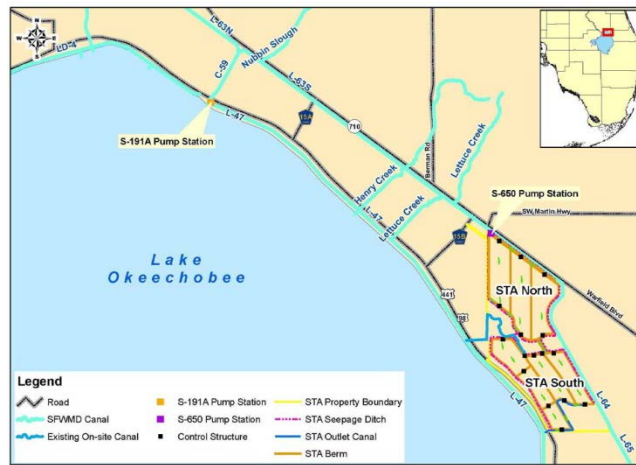 N
W
E
S
LD-4
L-63N
Nubbin Slough
C-59
L-63S
L-47
S-191A Pump Station
15A
710
Berman Rd
Lettuce Creek
Henry Creek
S-650 Pump Station
SW Martin Hwy
L-47
Lettuce Creek
15B
Lake
Okeechobee
STA North
Warfield Blvd
441
98
STA South
L-47
L-64
L-65
Legend
Road
SFWMD Canal
Existing On-site Canal
S-191A Pump Station
S-650 Pump Station
Control Structure
STA Property Boundary
STA Seepage Ditch
STA Outlet Canal
STA Berm